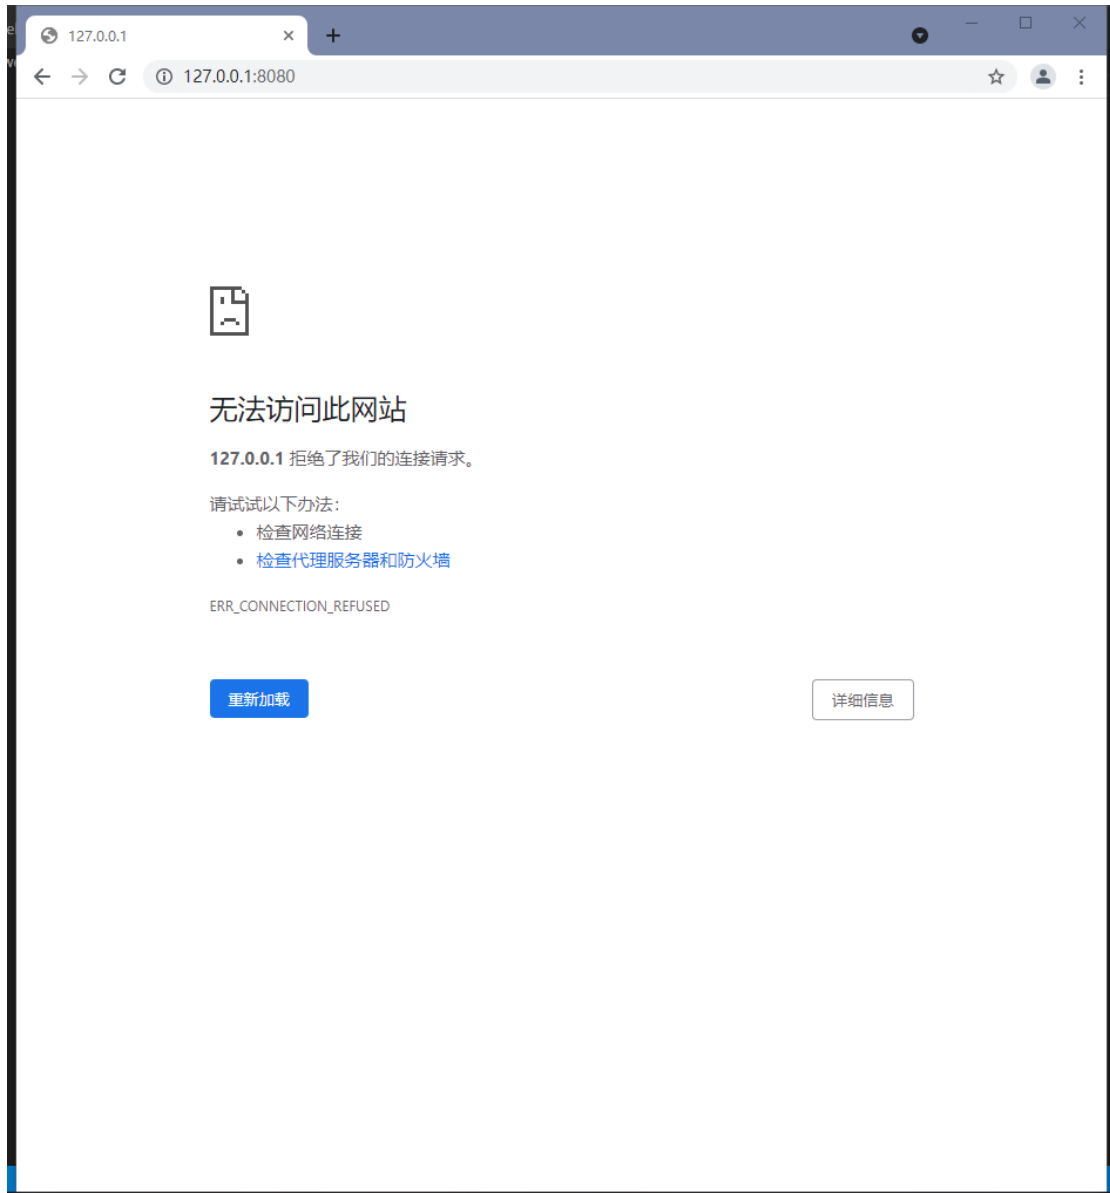 127.0.0.1
127.0.0.1:8080
无法访问此网站
127.0.0.1 拒绝了我们的连接请求。
请试试以下办法：
检查网络连接
检查代理服务器和防火墙
ERR_CONNECTION_REFUSED
重新加载
详细信息